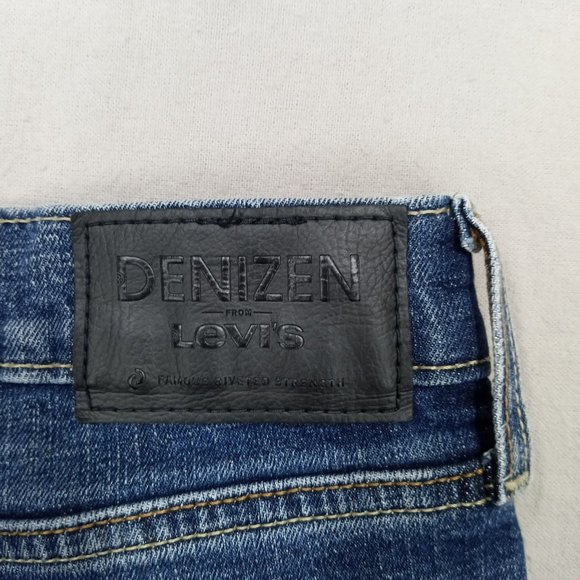 DENIZEN
FROM
Levi's
FAMOUS RIVETED STRENGTH